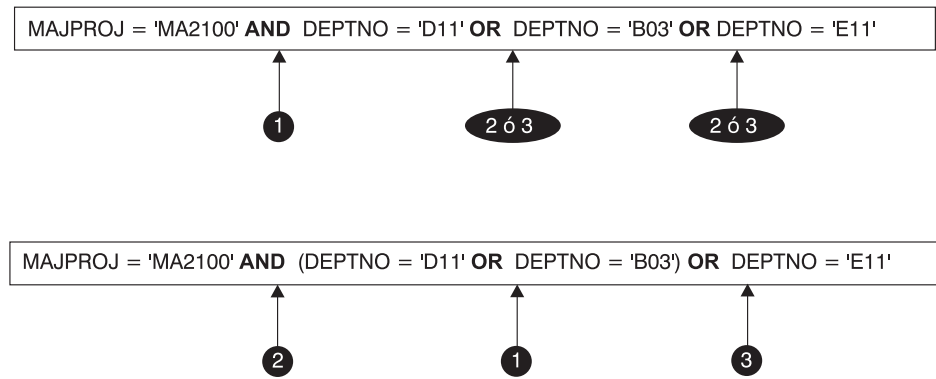 MAJPROJ = 'MA2100' AND DEPTNO = 'D11' OR DEPTNO = 'B03' OR DEPTNO = 'E11'
1 2 ó 3 2 ó 3
MAJPROJ = 'MA2100' AND (DEPTNO = 'D11' OR DEPTNO = 'B03') OR DEPTNO = 'E11'
2 1 3